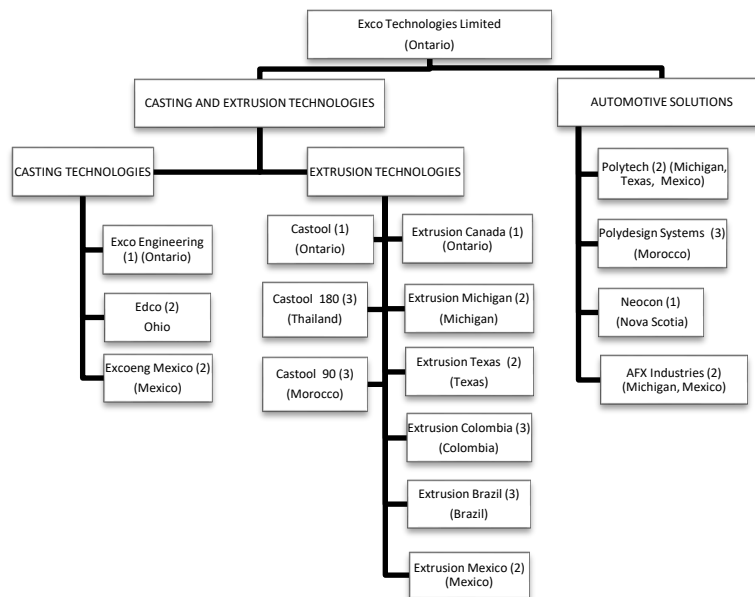 Exco Technologies Limited
(Ontario)
CASTING AND EXTRUSION TECHNOLOGIES
AUTOMOTIVE SOLUTIONS
CASTING TECHNOLOGIES
EXTRUSION TECHNOLOGIES
Exco Engineering
(1) (Ontario)
Edco (2)
Ohio
Excoeng Mexico (2)
(Mexico)
Castool (1)
(Ontario)
Castool 180 (3)
(Thailand)
Castool 90 (3)
(Morocco)
Extrusion Canada (1)
(Ontario)
Extrusion Michigan (2)
(Michigan)
Extrusion Texas (2)
(Texas)
Extrusion Colombia (3)
(Colombia)
Extrusion Brazil (3)
(Brazil)
Extrusion Mexico (2)
(Mexico)
Polytech (2) (Michigan,
Texas, Mexico)
Polydesign Systems (3)
(Morocco)
Neocon (1)
(Nova Scotia)
AFX Industries (2)
(Michigan, Mexico)